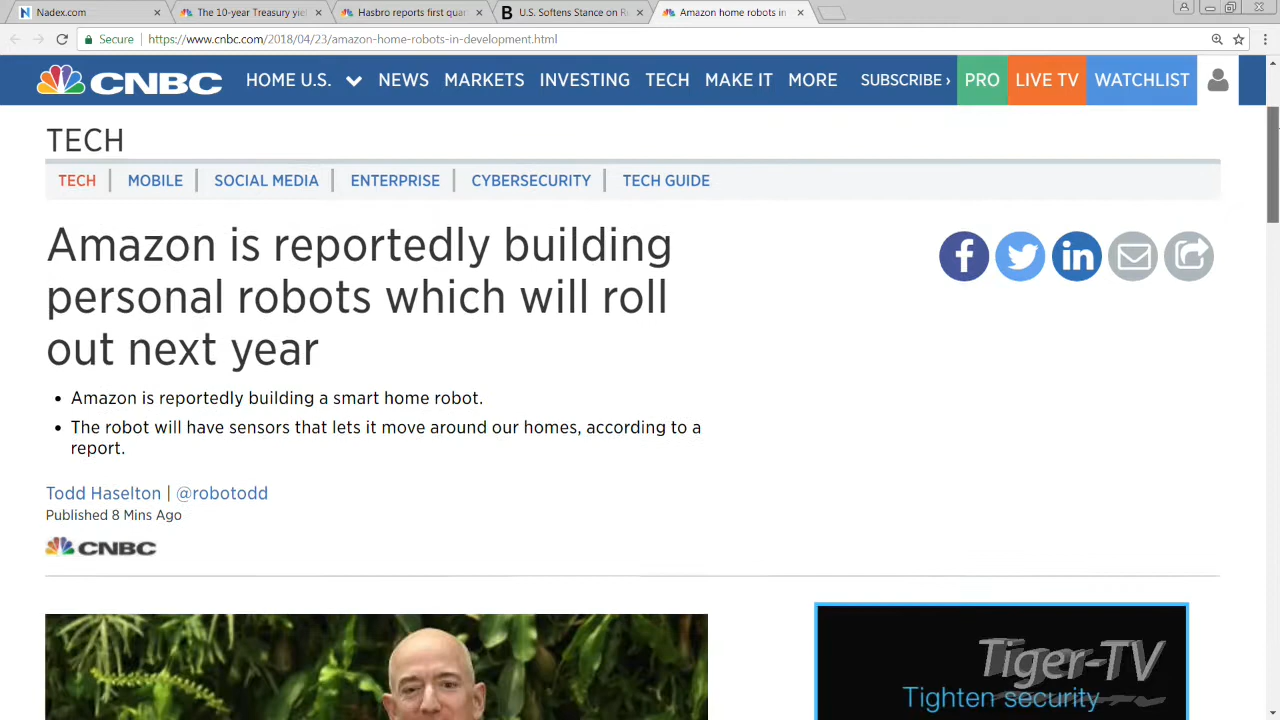 Nadex.com
The 10-year Treasury yie
Hasbro reports first quar
U.S. Softens Stance on R
Amazon home robots in
Secure
https://www.cnbc.com/2018/04/23/amazon-home-robots-in-development.html
CNBC HOME U.S. NEWS MARKETS INVESTING TECH MAKE IT MORE SUBSCRIBE › PRO LIVE TV WATCHLIST
TECH
TECH MOBILE SOCIAL MEDIA ENTERPRISE CYBERSECURITY TECH GUIDE
Amazon is reportedly building
personal robots which will roll
out next year
• Amazon is reportedly building a smart home robot.
• The robot will have sensors that lets it move around our homes, according to a
report.
Todd Haselton | @robotodd
Published 8 Mins Ago
CNBC
Tiger-TV
Tighten security